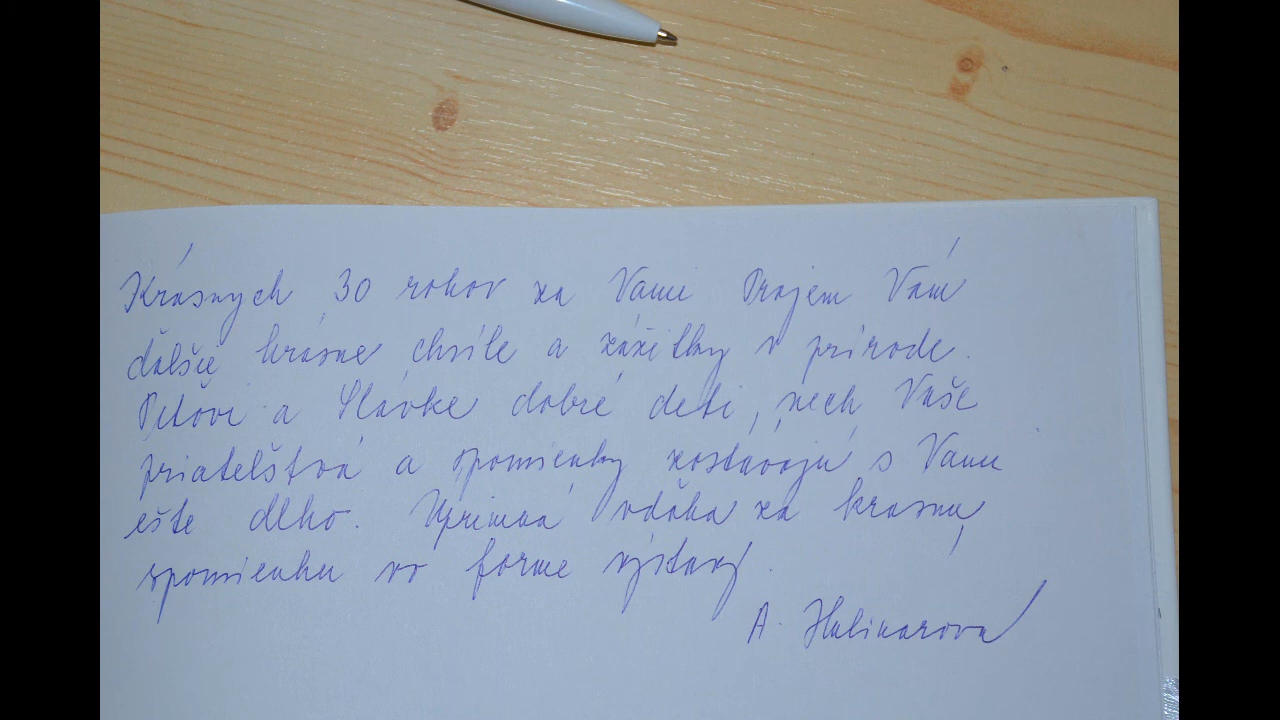 Krásnych 30 rokov za Vami Prajem Vám
ďalšie krásne chvíle a zážitky v prírode.
Peťovi a Slávke dobré deti, nech Vaše
priateľstvá a spomienky zostávajú s Vami
ešte dlho. Úprimná vďaka za krásnu,
spomienku vo forme výstavy.
A. Halinárová